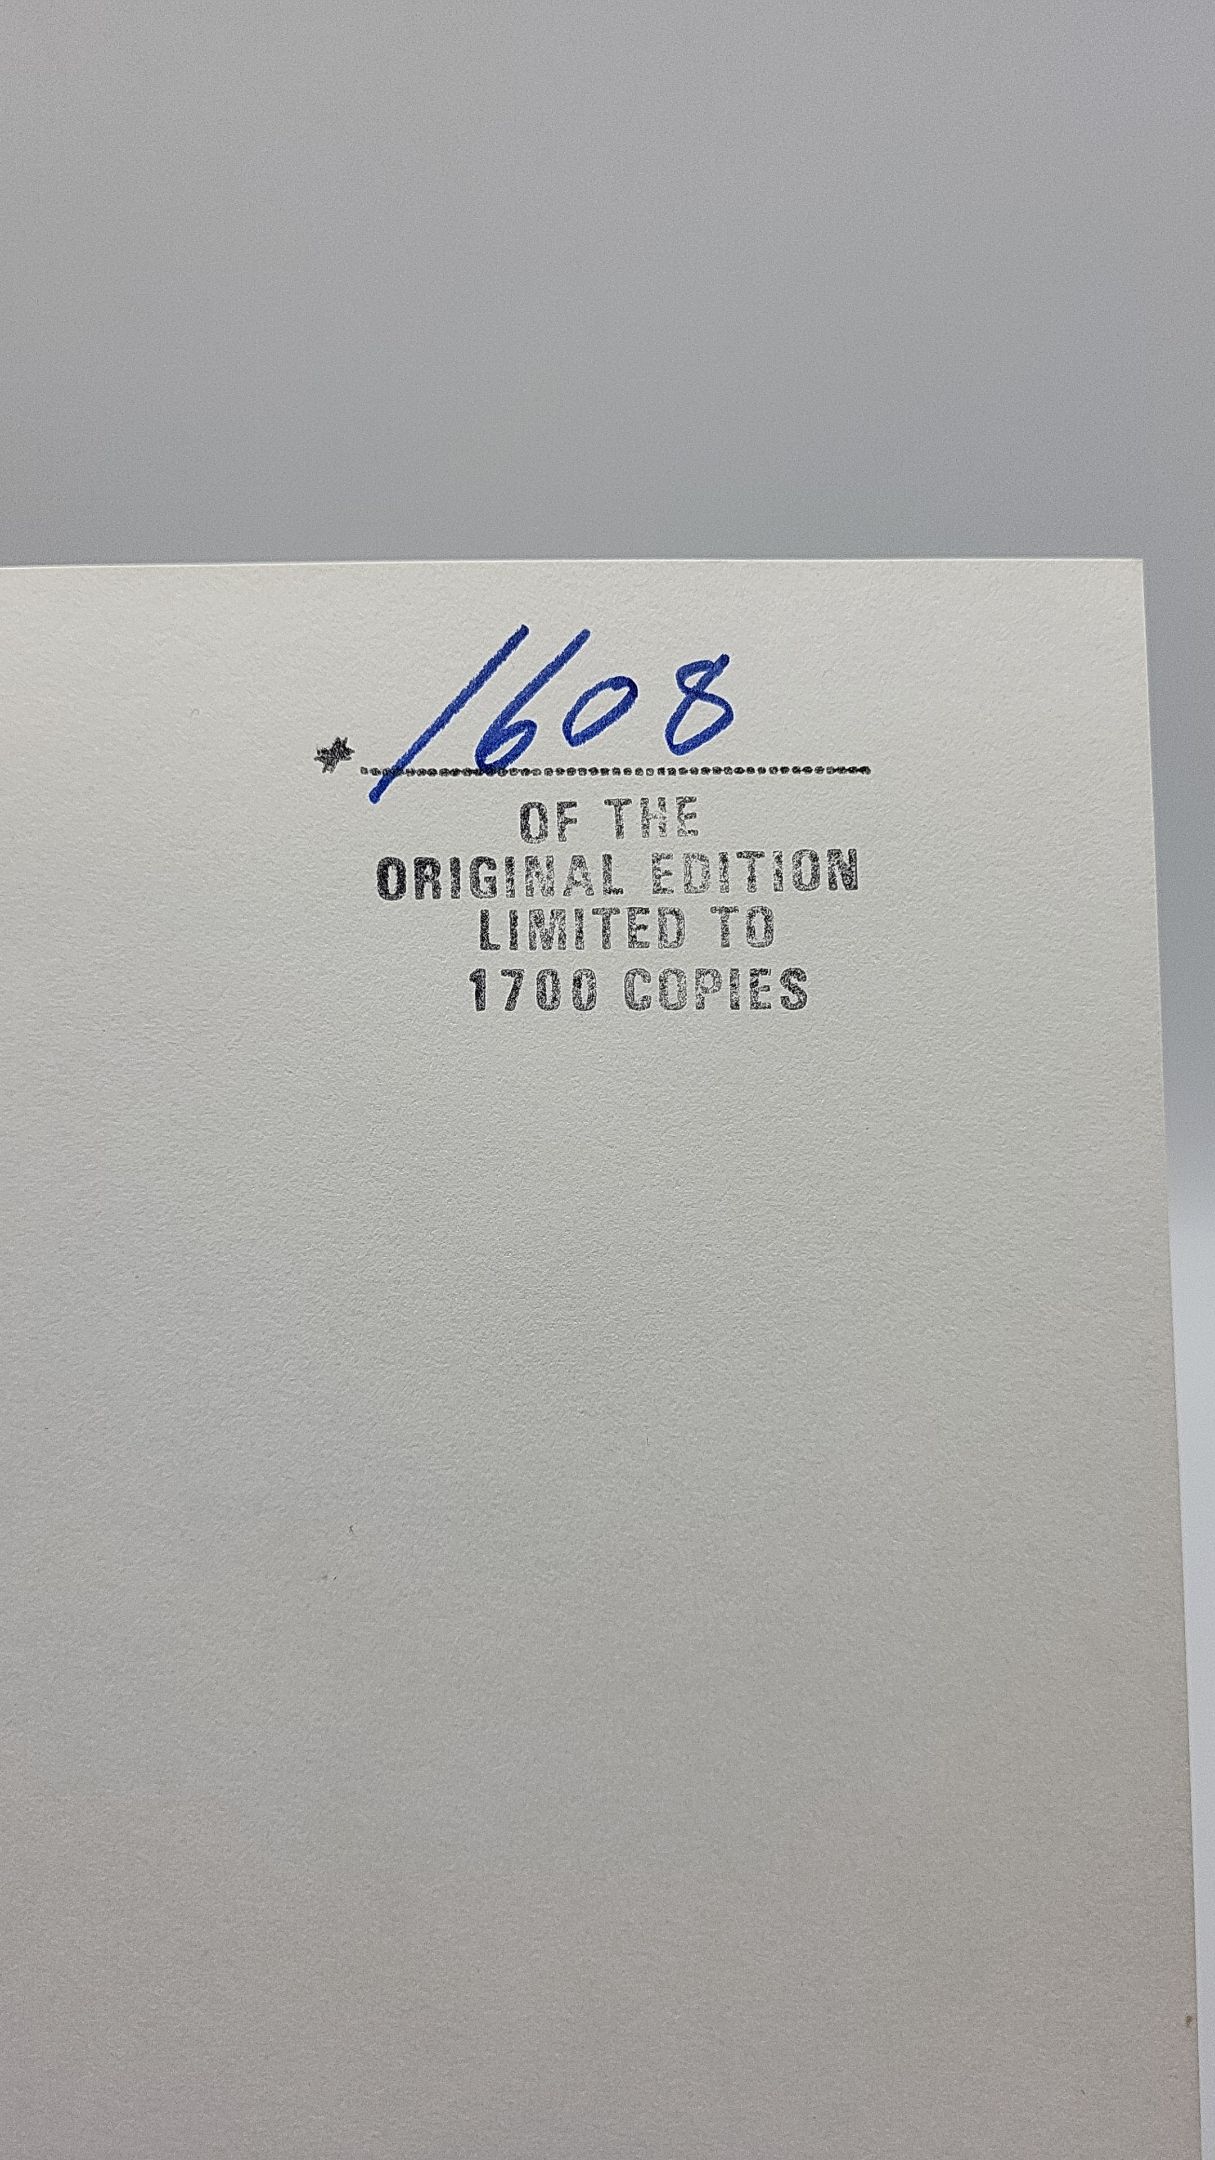 1608
OF THE
ORIGINAL EDITION
LIMITED TO
1700 COPIES